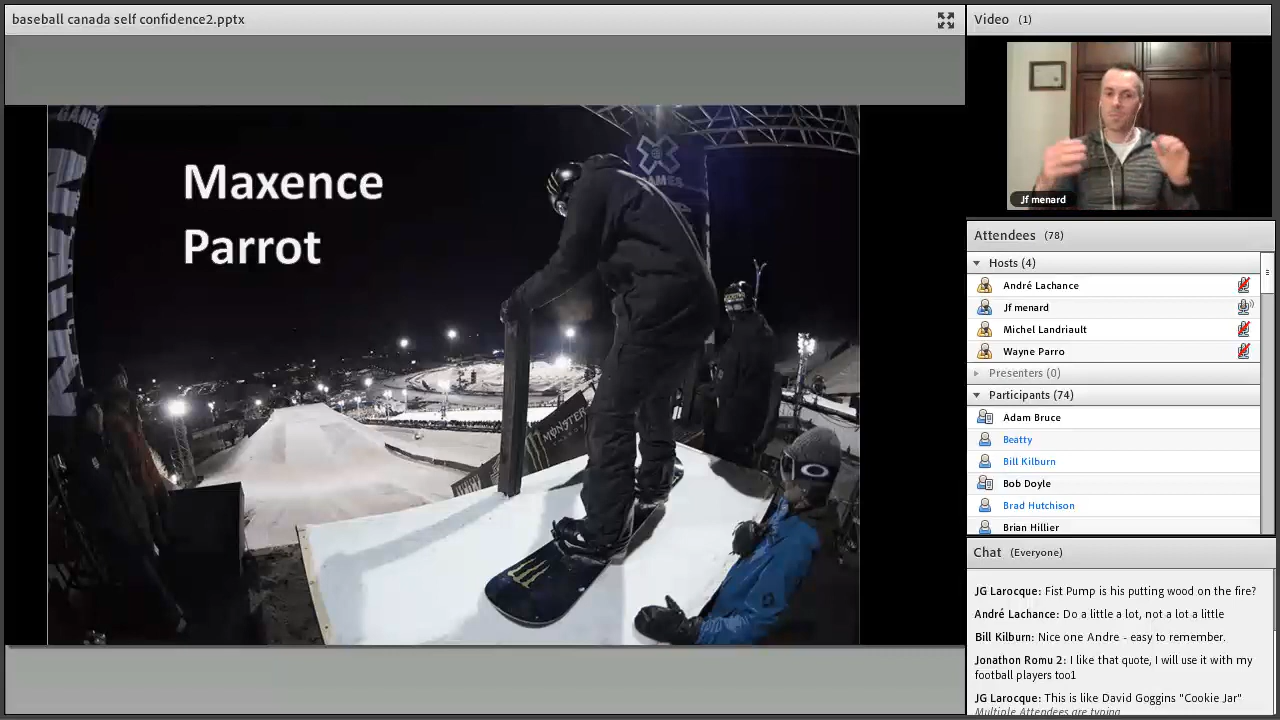 baseball canada self confidence2.pptx
Maxence
Parrot
GAMES
MONSTER
Video (1)
Jf menard
Attendees (78)
Hosts (4)
André Lachance
Jf menard
Michel Landriault
Wayne Parro
Presenters (0)
Participants (74)
Adam Bruce
Beatty
Bill Kilburn
Bob Doyle
Brad Hutchison
Brian Hillier
Chat (Everyone)
JG Larocque: Fist Pump is his putting wood on the fire?
André Lachance: Do a little a lot, not a lot a little
Bill Kilburn: Nice one Andre - easy to remember.
Jonathon Romu 2: I like that quote, I will use it with my
football players too1
JG Larocque: This is like David Goggins "Cookie Jar"
Multiple Attendees are typing